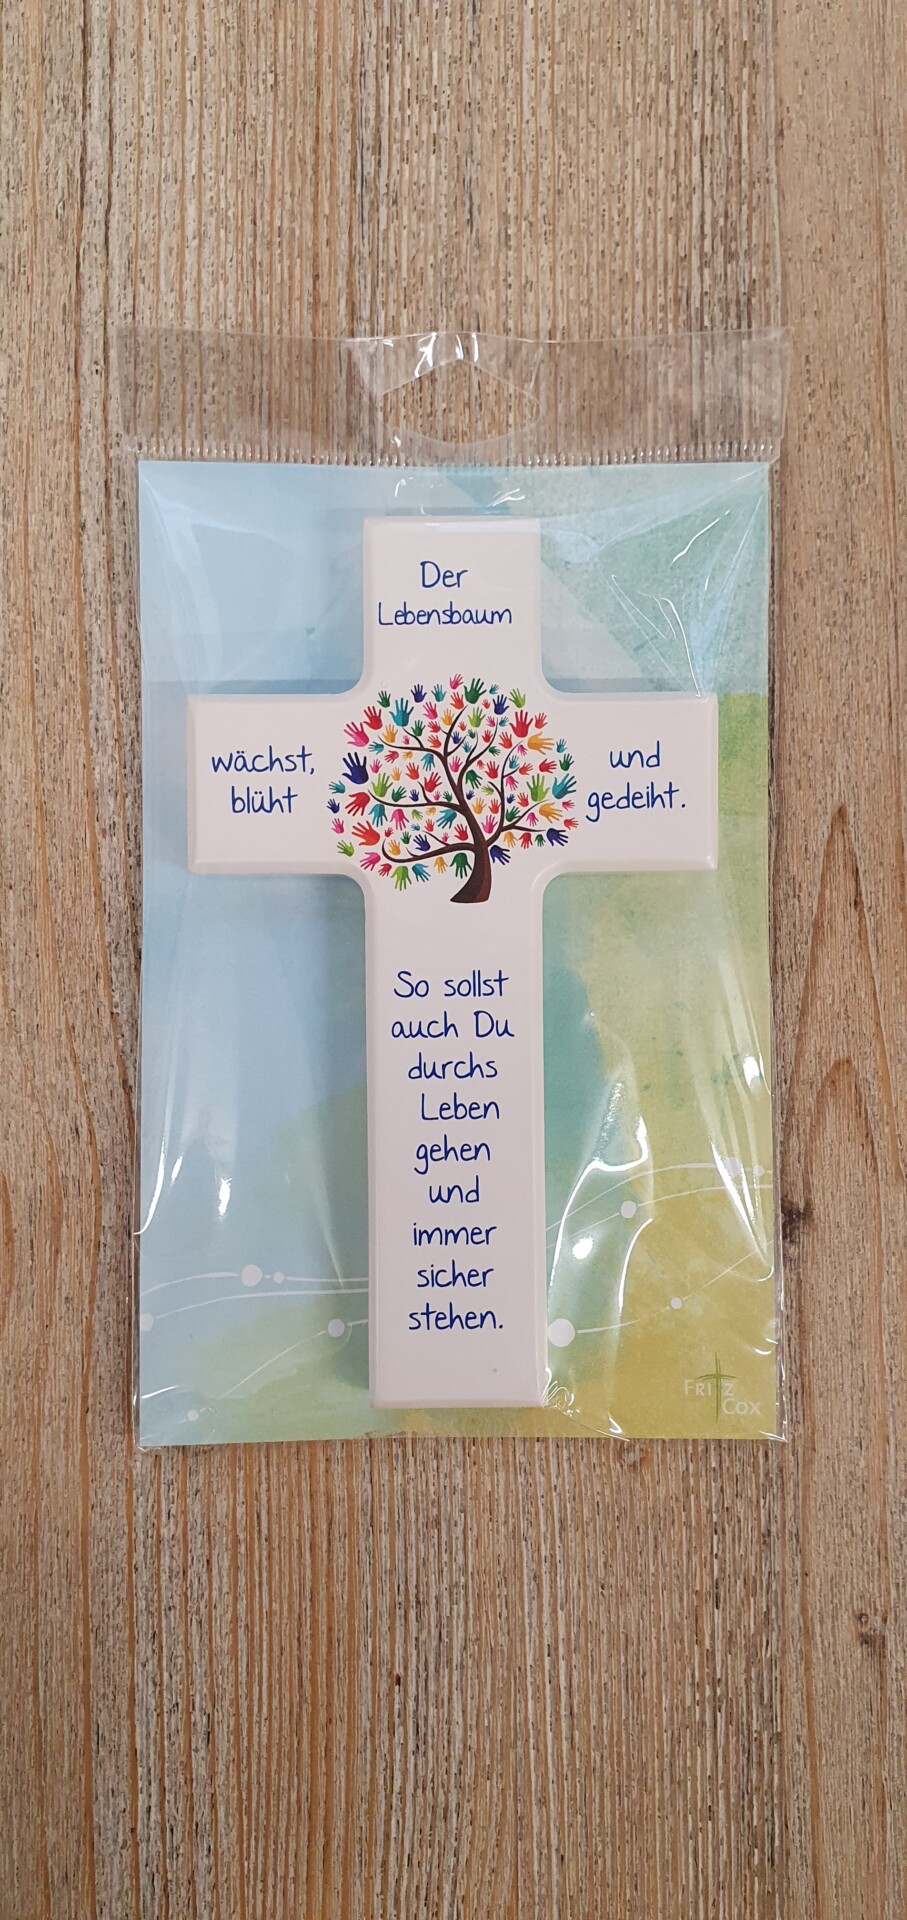 Der
Lebensbaum
wächst,
blüht
und
gedeiht.
So sollst
auch Du
durchs
Leben
gehen
und
immer
sicher
stehen.
FRITZ
COX